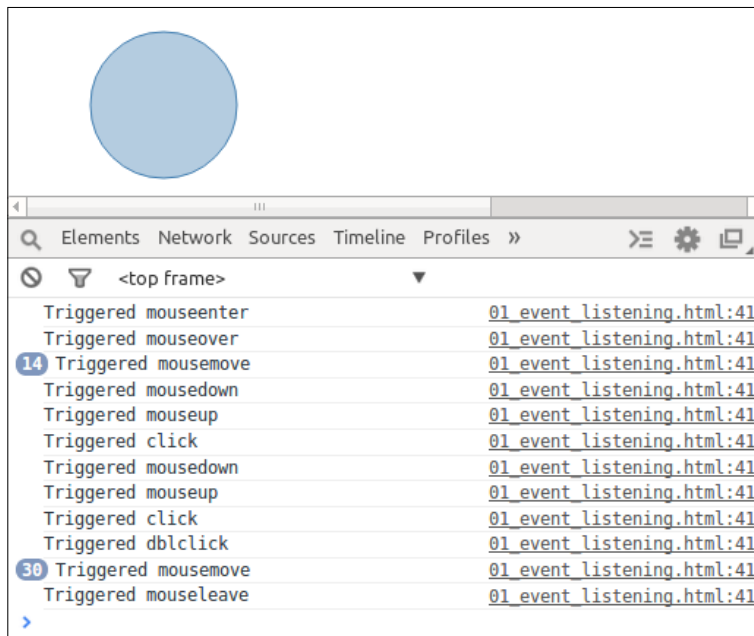 Elements Network Sources Timeline Profiles »
<top frame> ▼
Triggered mouseenter 01_event_listening.html:41
Triggered mouseover 01_event_listening.html:41
14 Triggered mousemove 01_event_listening.html:41
Triggered mousedown 01_event_listening.html:41
Triggered mouseup 01_event_listening.html:41
Triggered click 01_event_listening.html:41
Triggered mousedown 01_event_listening.html:41
Triggered mouseup 01_event_listening.html:41
Triggered click 01_event_listening.html:41
Triggered dblclick 01_event_listening.html:41
30 Triggered mousemove 01_event_listening.html:41
Triggered mouseleave 01_event_listening.html:41